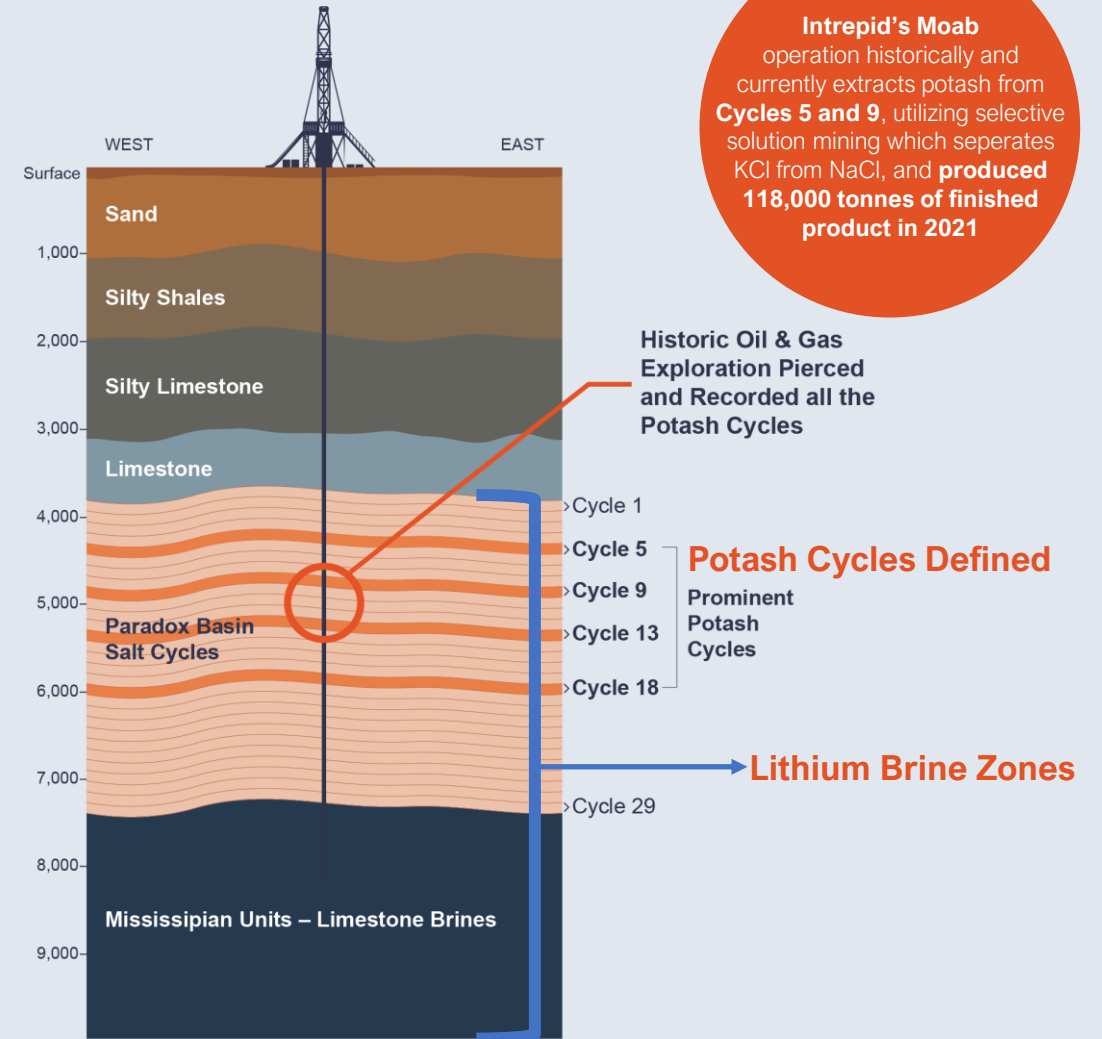 Intrepid's Moab
operation historically and
currently extracts potash from
Cycles 5 and 9, utilizing selective
solution mining which seperates
KCl from NaCl, and produced
118,000 tonnes of finished
product in 2021
WEST
EAST
Surface
Sand
1,000
Silty Shales
2,000
Silty Limestone
3,000
Limestone
Historic Oil & Gas
Exploration Pierced
and Recorded all the
Potash Cycles
4,000
5,000
Paradox Basin
Salt Cycles
6,000
7,000
8,000
Mississipian Units – Limestone Brines
9,000
›Cycle 1
›Cycle 5
›Cycle 9
›Cycle 13
›Cycle 18
›Cycle 29
Potash Cycles Defined
Prominent
Potash
Cycles
Lithium Brine Zones